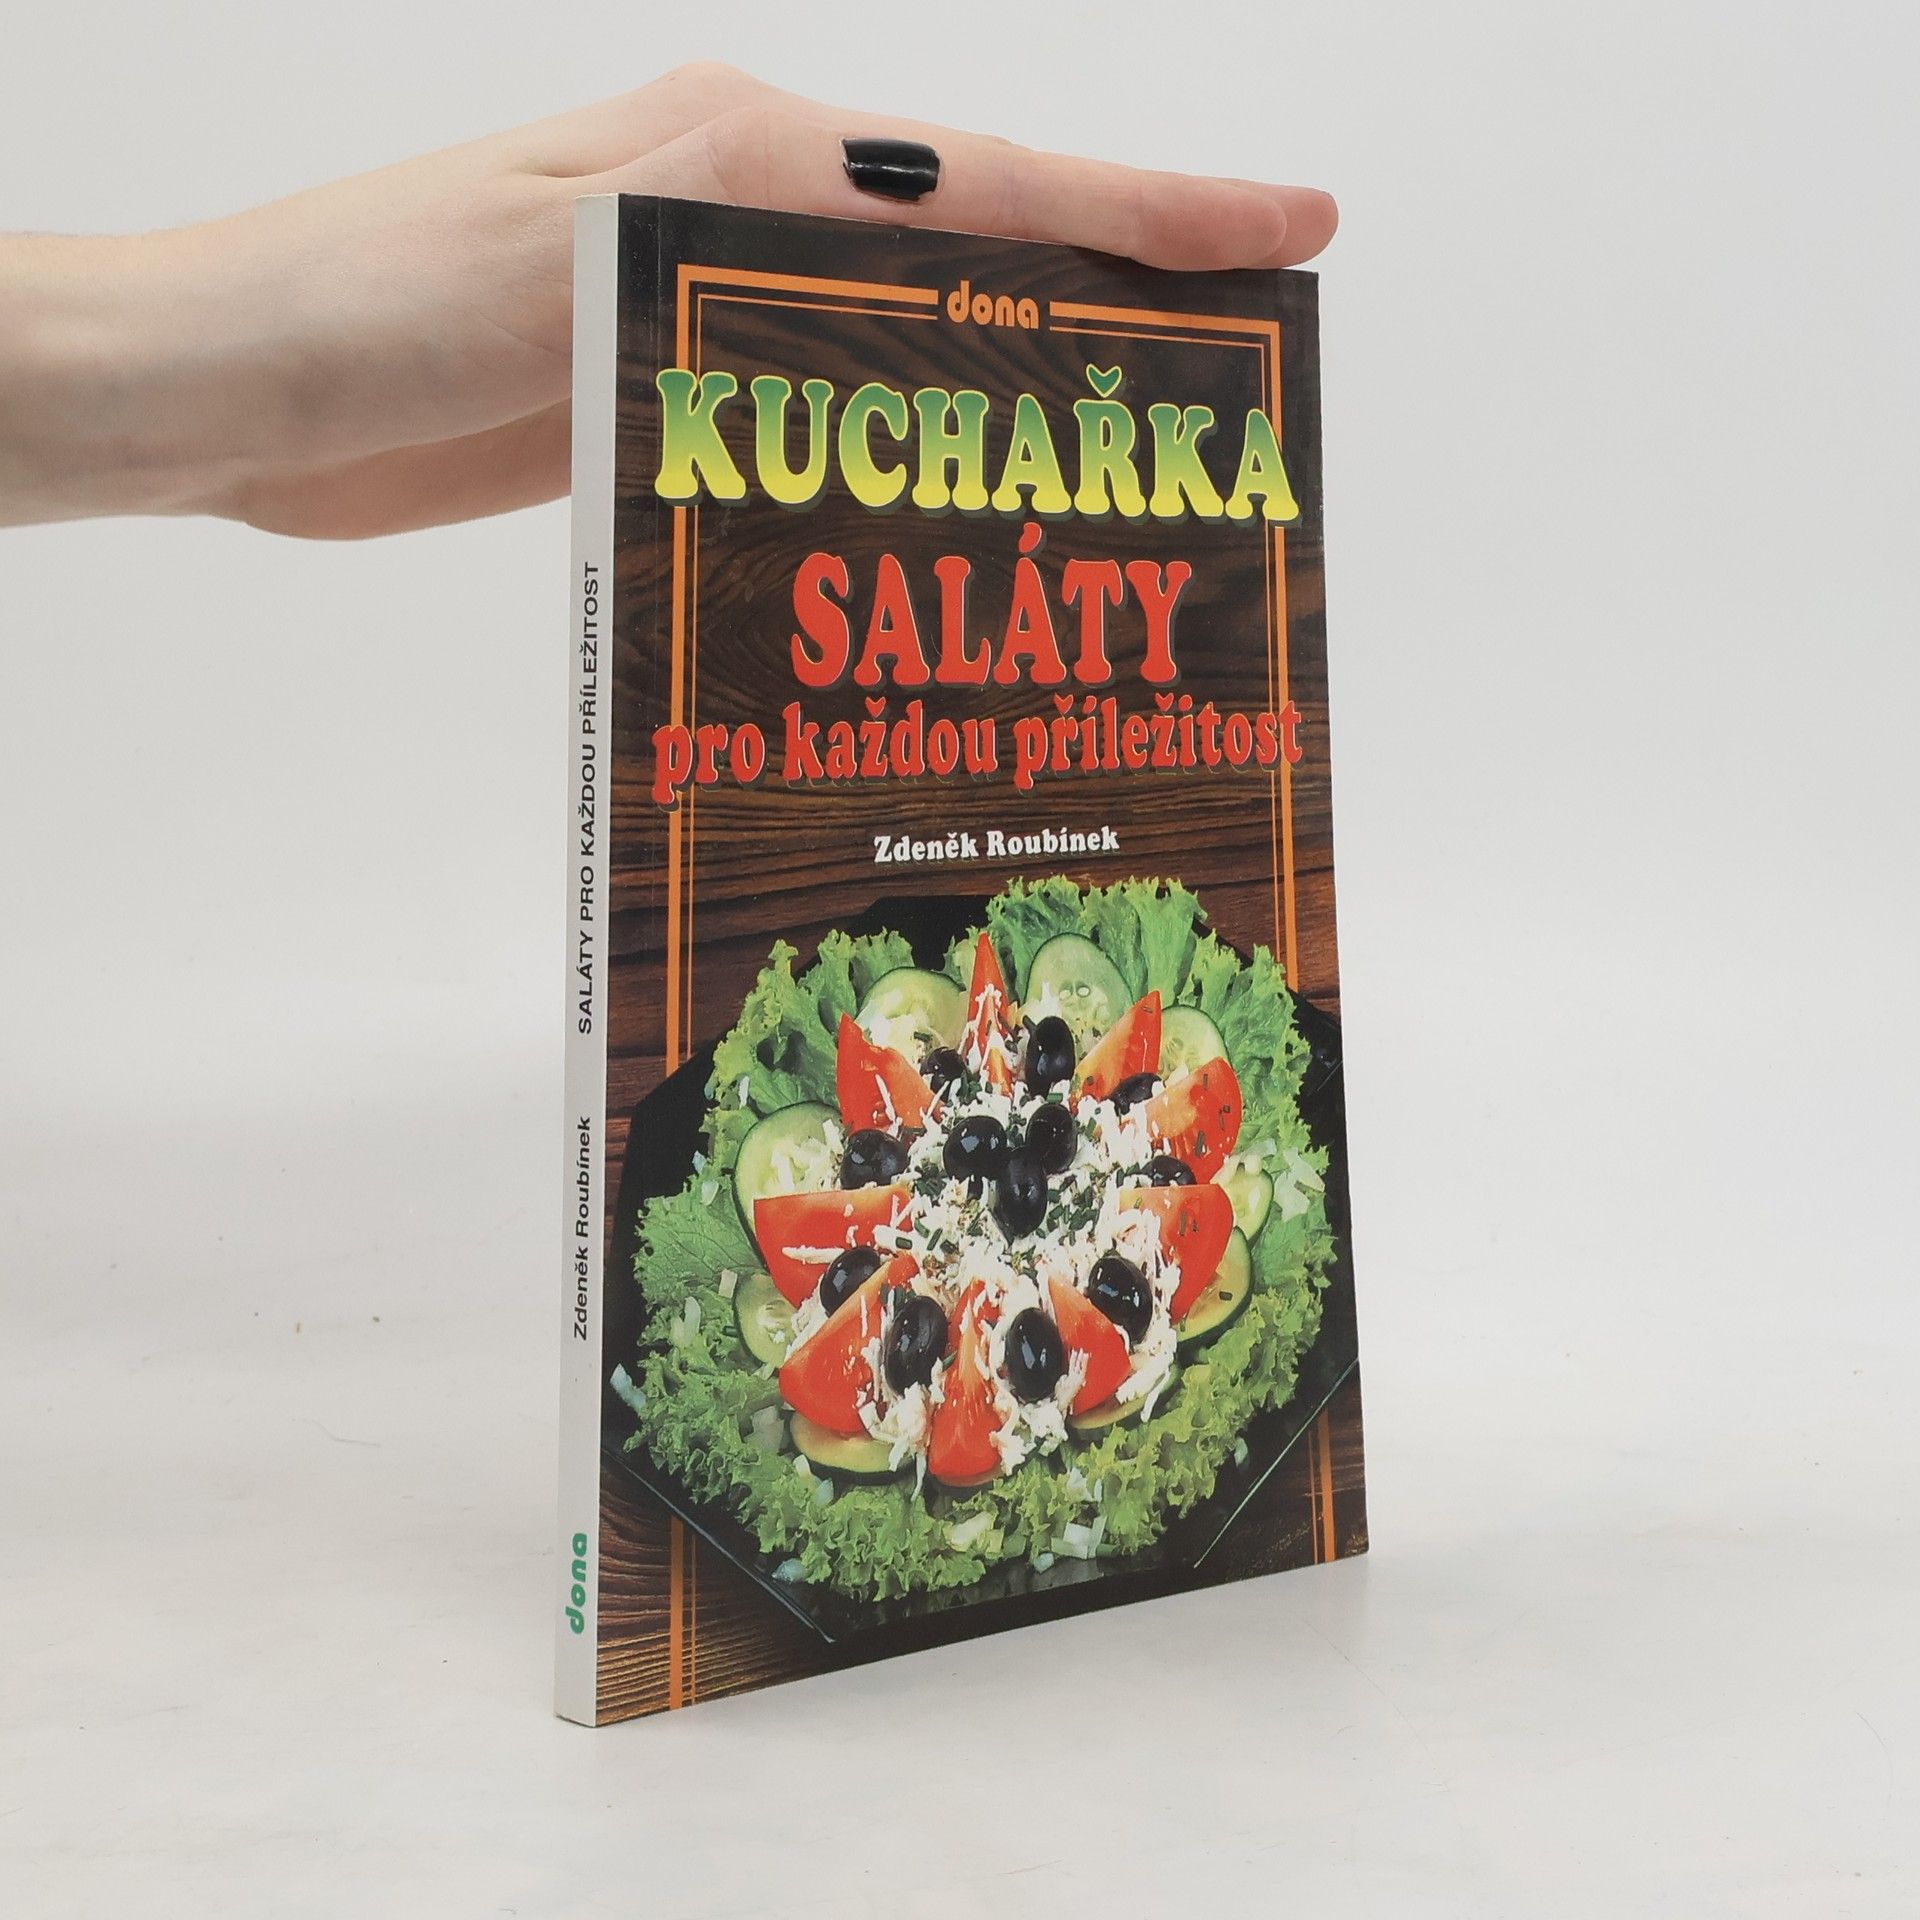 dona
KUCHAŘKA
SALÁTY
pro každou příležitost
Zdeněk Roubínek
Zdeněk Roubínek SALÁTY PRO KAŽDOU PŘÍLEŽITOST
dona